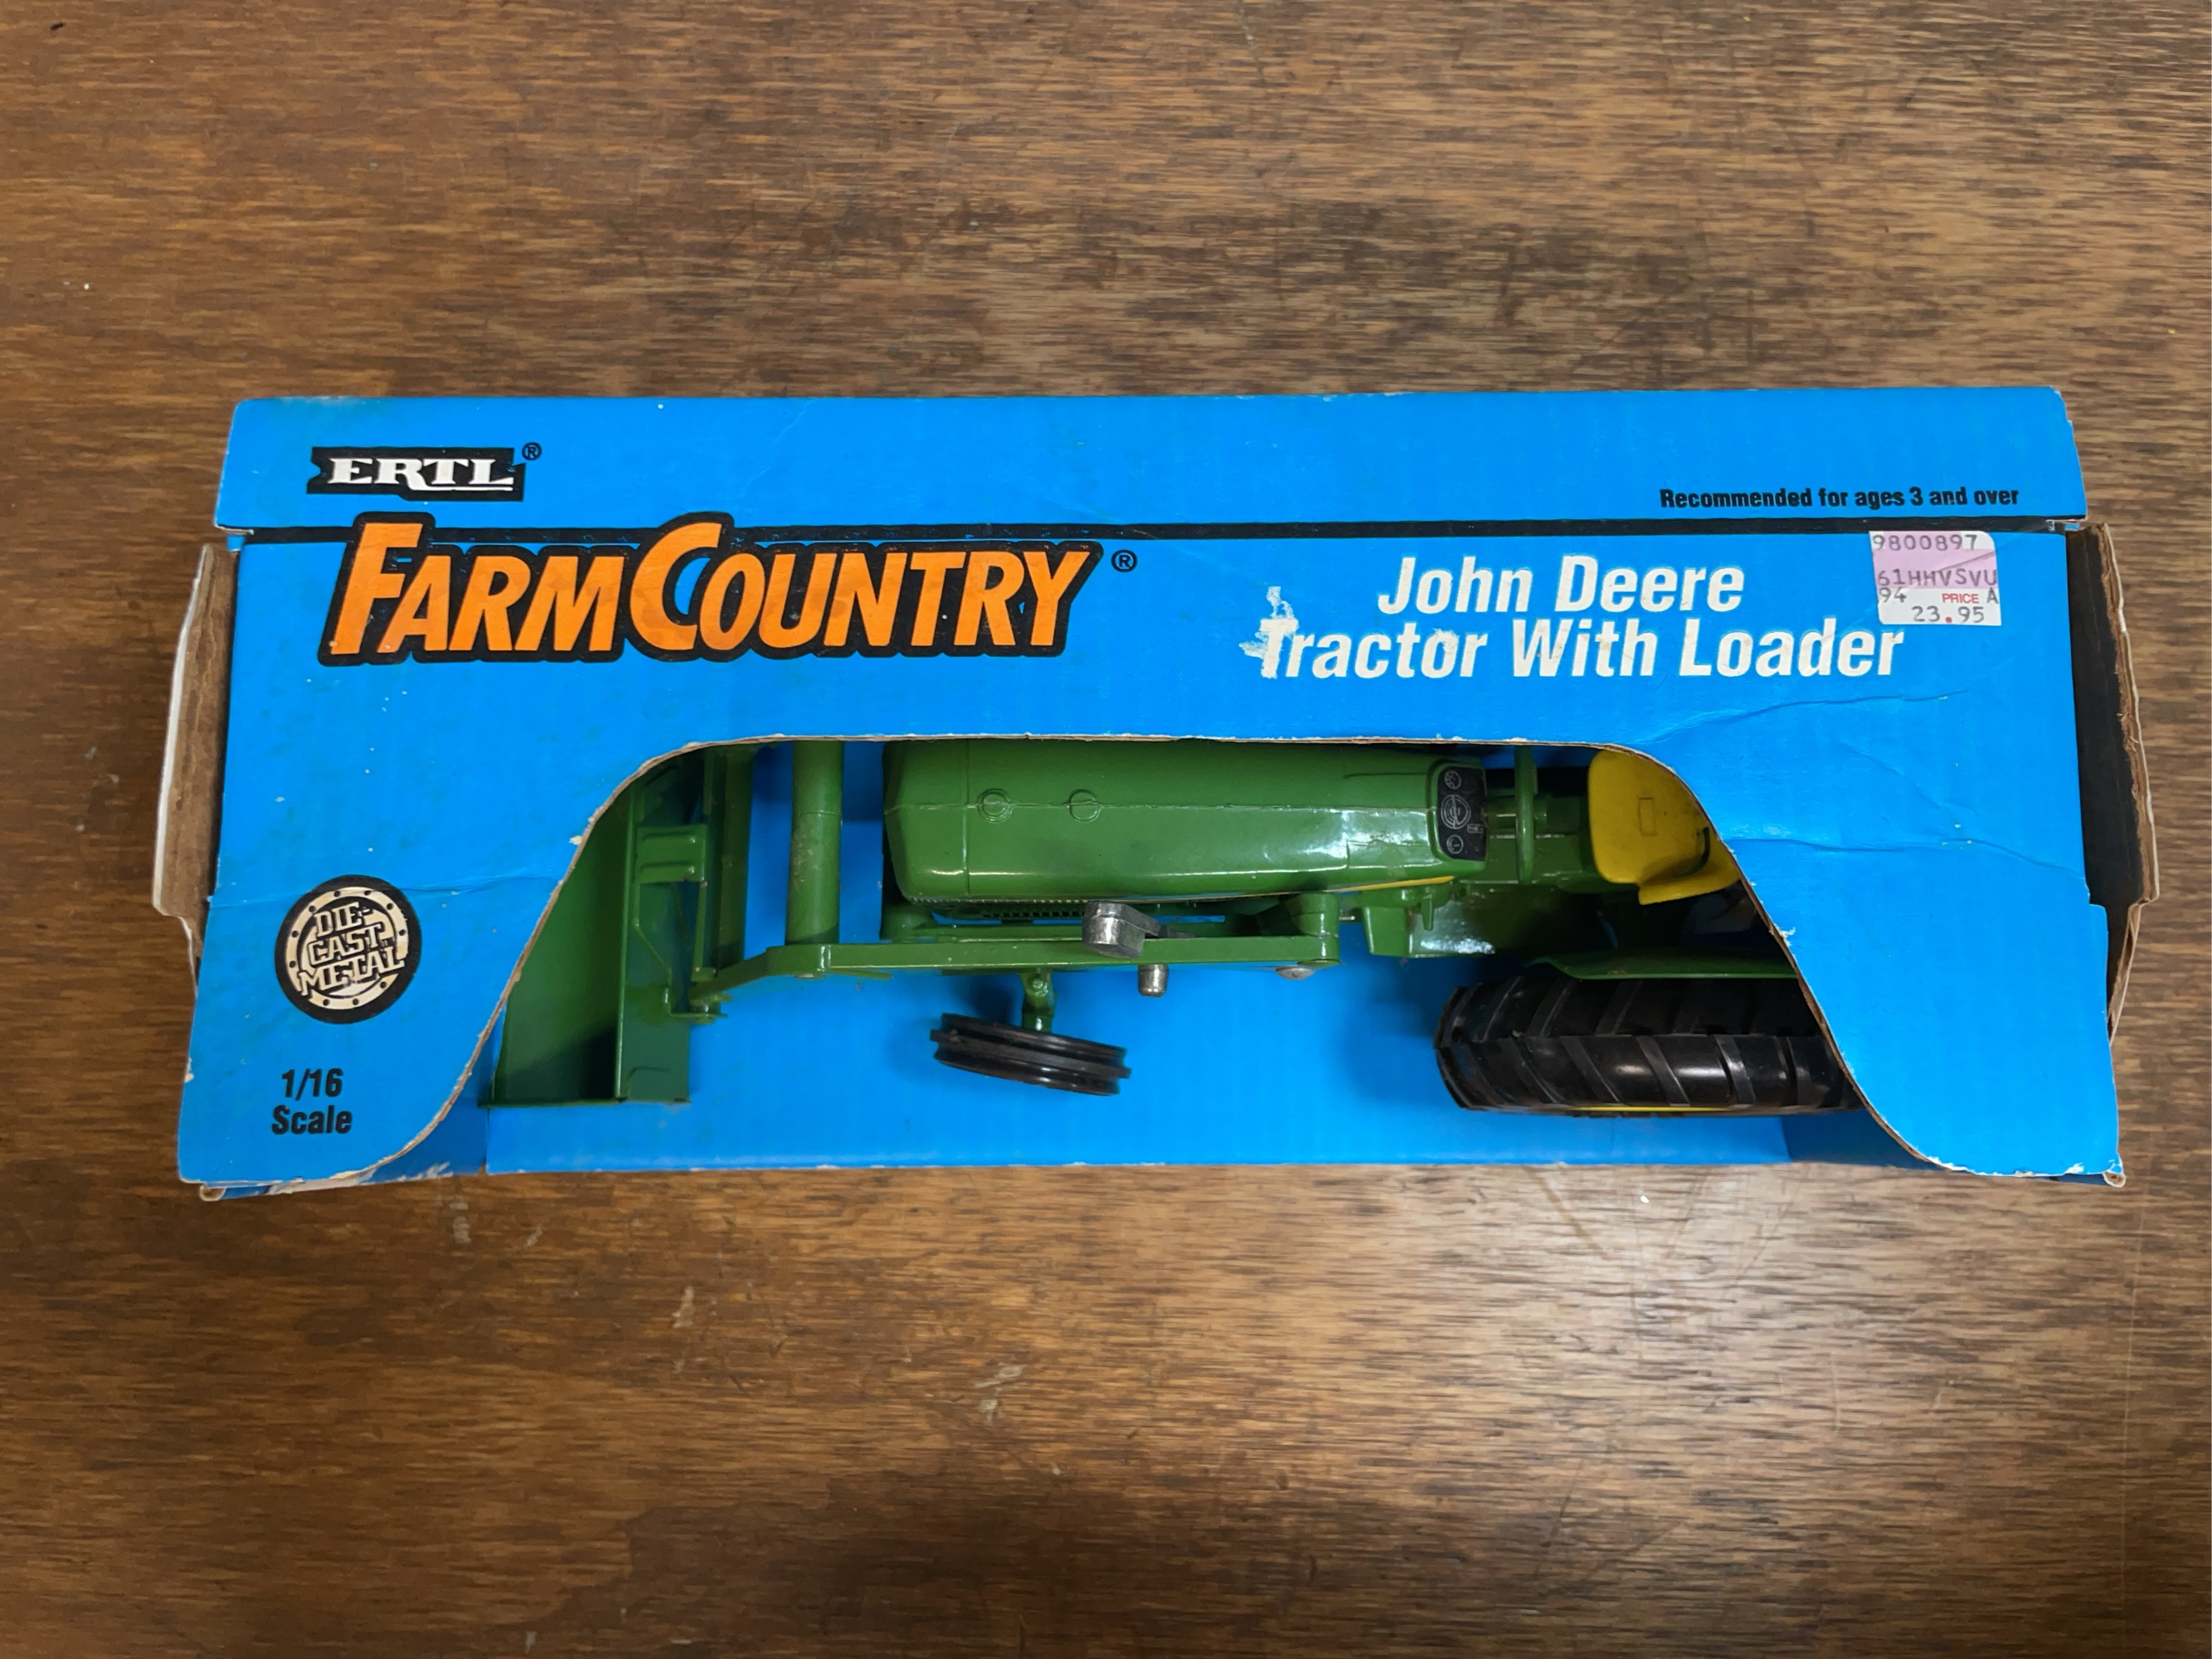 ERTL®
Recommended for ages 3 and over
FARM COUNTRY®
John Deere
Tractor With Loader
9800897
61HHVSVU
94 PRICE A
23.95
DIE-
CAST
METAL
1/16
Scale